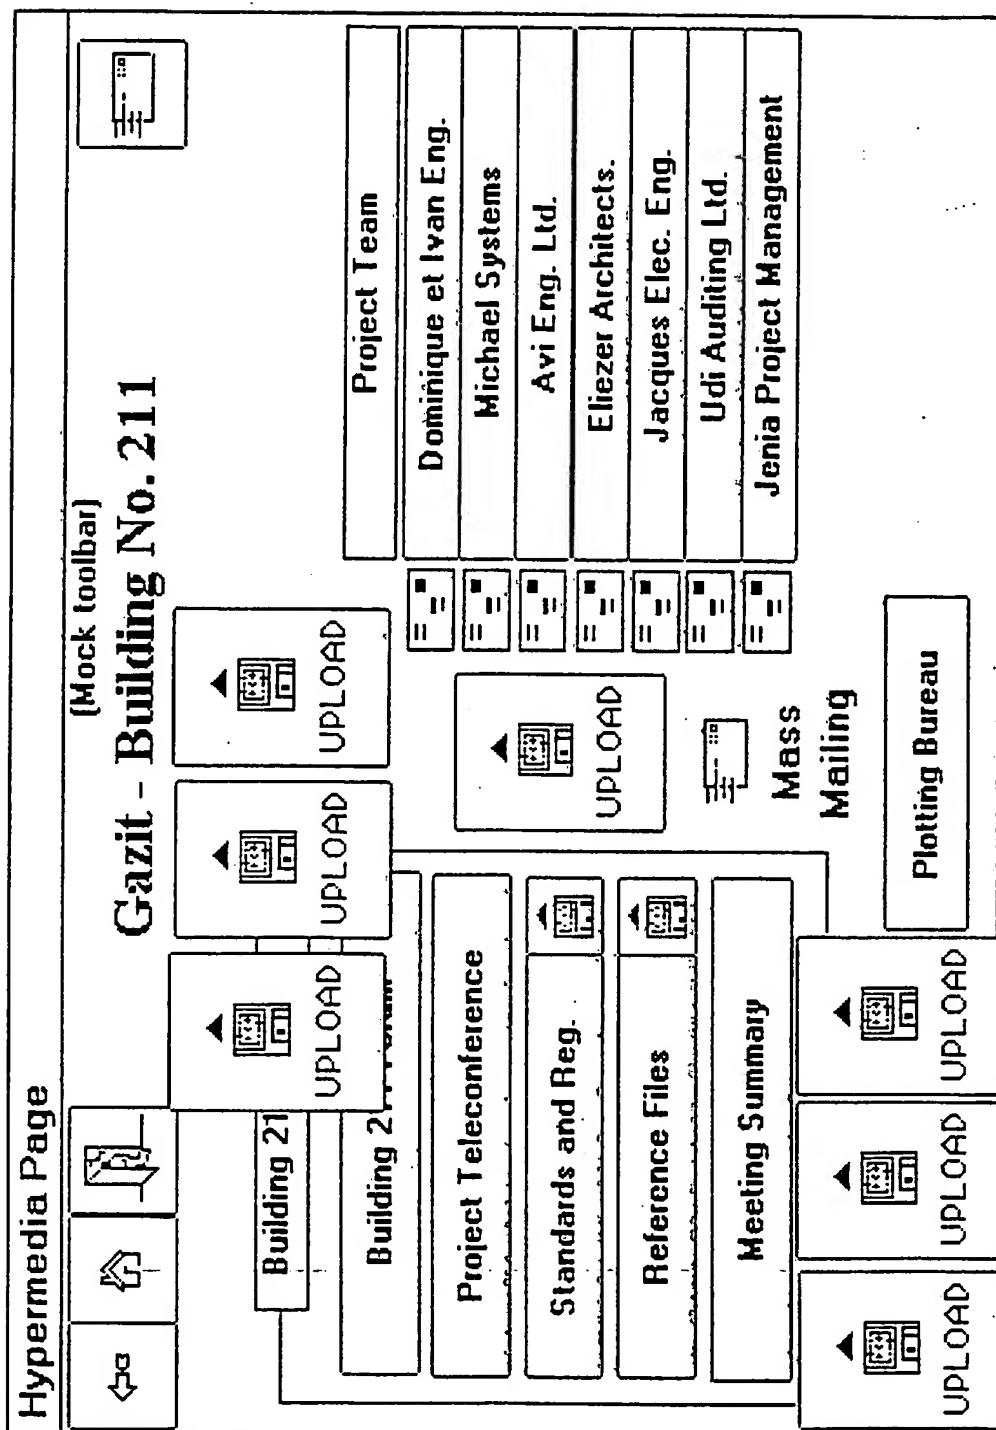 Hypermedia Page
(Mock toolbar)
Gazit - Building No. 211
UPLOAD
UPLOAD
UPLOAD
Building 21
Building 21
Project Teleconference
Standards and Reg.
Reference Files
Meeting Summary
UPLOAD
UPLOAD
UPLOAD
UPLOAD
Mass
Mailing
Plotting Bureau
Project Team
Dominique et Ivan Eng.
Michael Systems
Avi Eng. Ltd.
Eliezer Architects.
Jacques Elec. Eng.
Udi Auditing Ltd.
Jenia Project Management